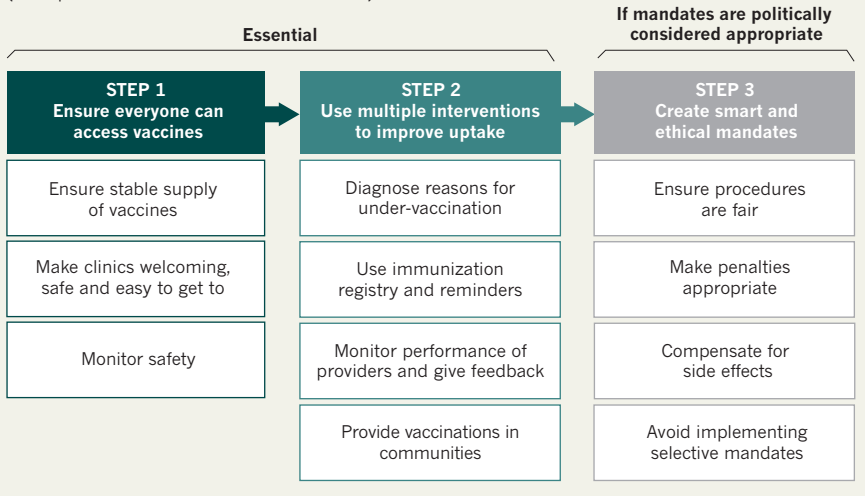 If mandates are politically
considered appropriate
Essential
STEP 1
Ensure everyone can
access vaccines
Ensure stable supply
of vaccines
Make clinics welcoming,
safe and easy to get to
Monitor safety
STEP 2
Use multiple interventions
to improve uptake
Diagnose reasons for
under-vaccination
Use immunization
registry and reminders
Monitor performance of
providers and give feedback
Provide vaccinations in
communities
STEP 3
Create smart and
ethical mandates
Ensure procedures
are fair
Make penalties
appropriate
Compensate for
side effects
Avoid implementing
selective mandates